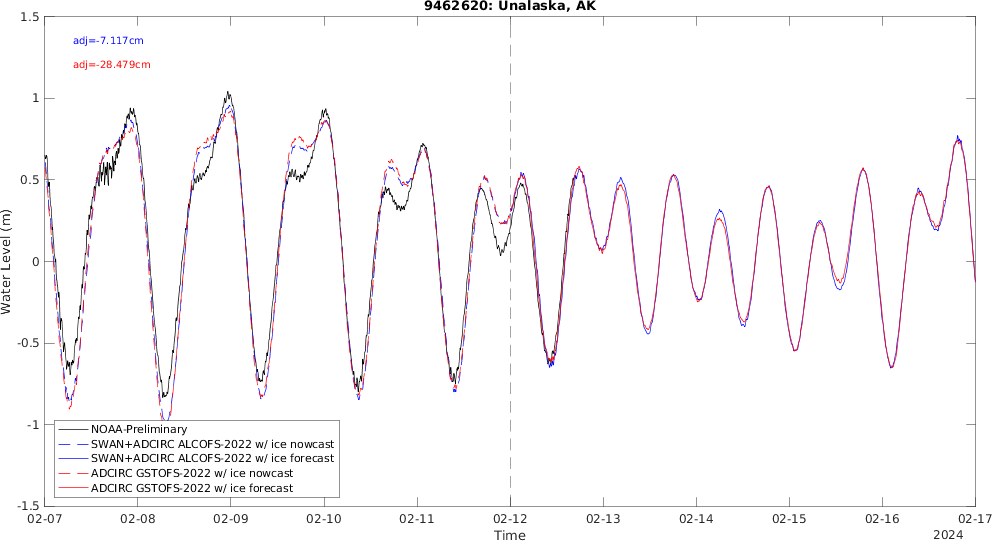 9462620: Unalaska, AK
adj=-7.117cm
adj=-28.479cm
Water Level (m)
1.5
1
0.5
0
-0.5
-1
-1.5
NOAA-Preliminary
SWAN+ADCIRC ALCOFS-2022 w/ ice nowcast
SWAN+ADCIRC ALCOFS-2022 w/ ice forecast
ADCIRC GSTOFS-2022 w/ ice nowcast
ADCIRC GSTOFS-2022 w/ ice forecast
02-07 02-08 02-09 02-10 02-11 02-12 02-13 02-14 02-15 02-16 02-17
Time
2024